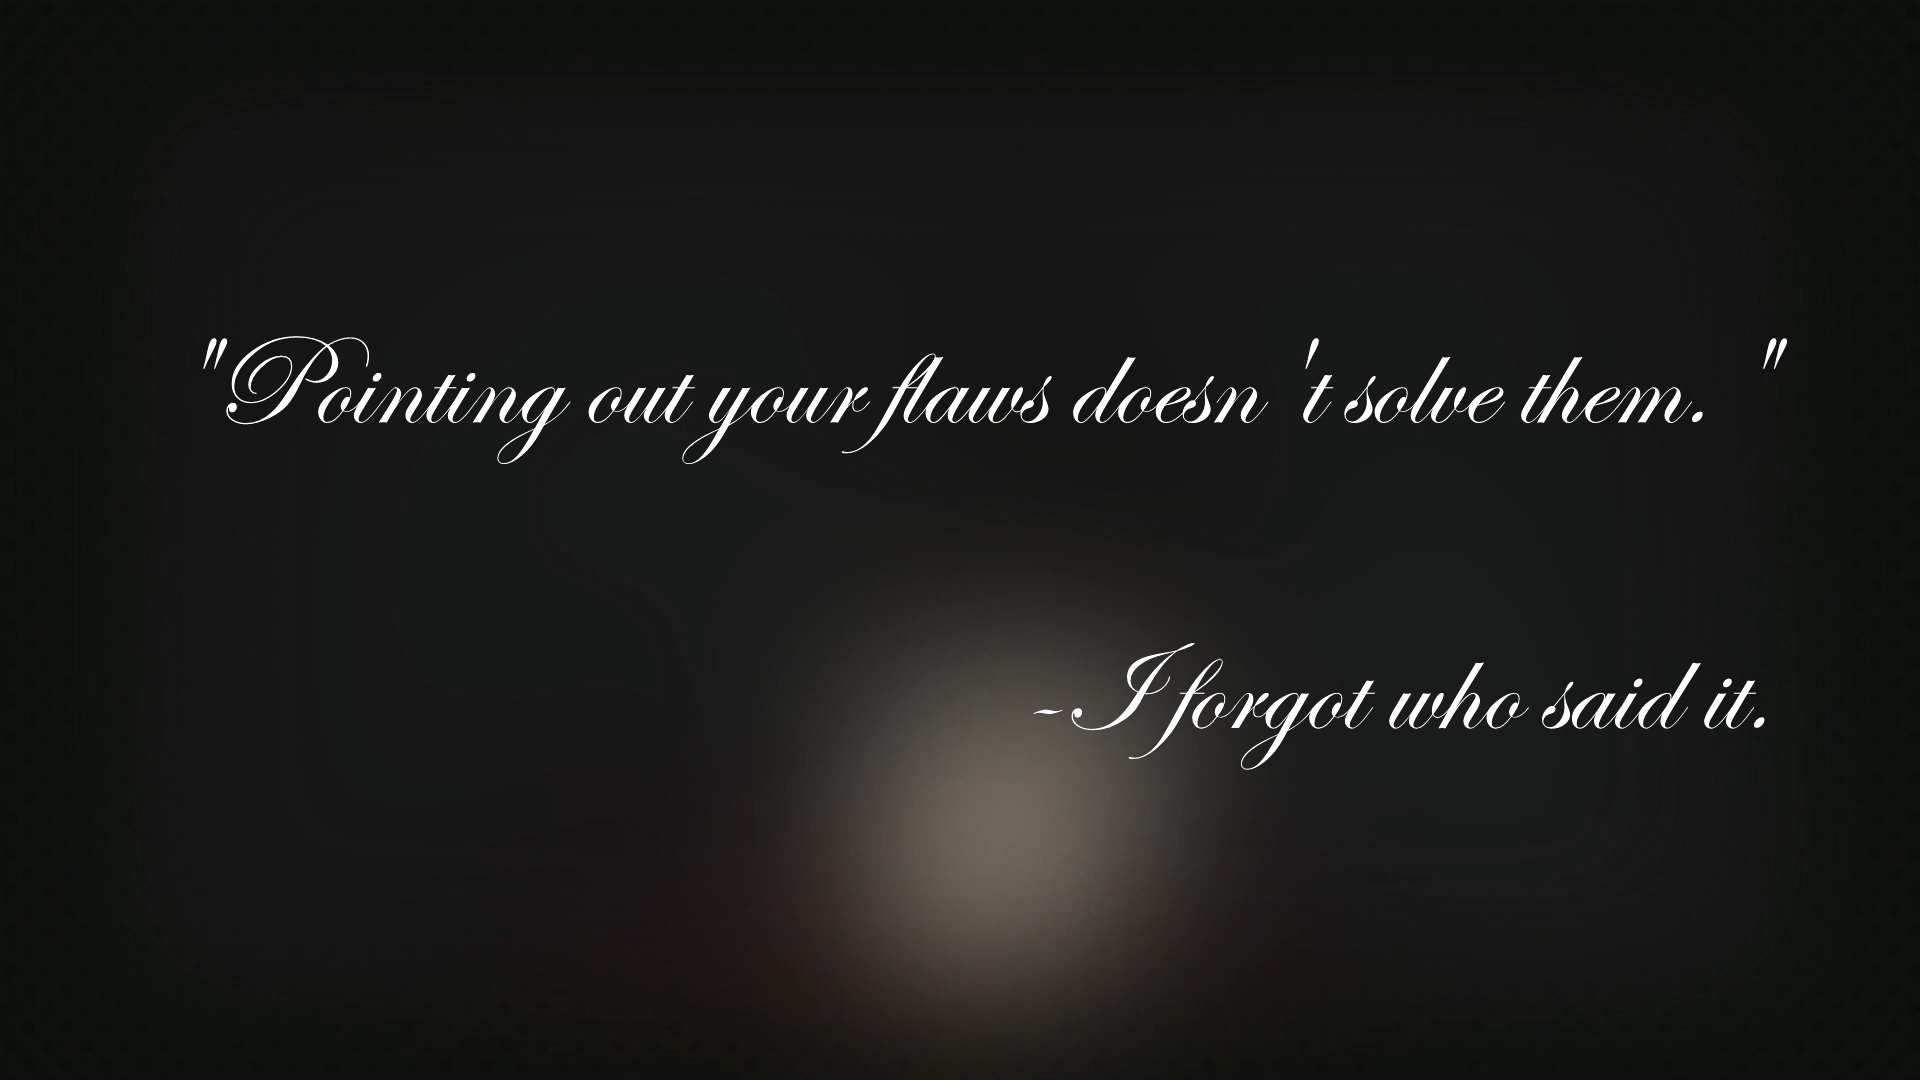 "Pointing out your flaws doesn't solve them."
-I forgot who said it.